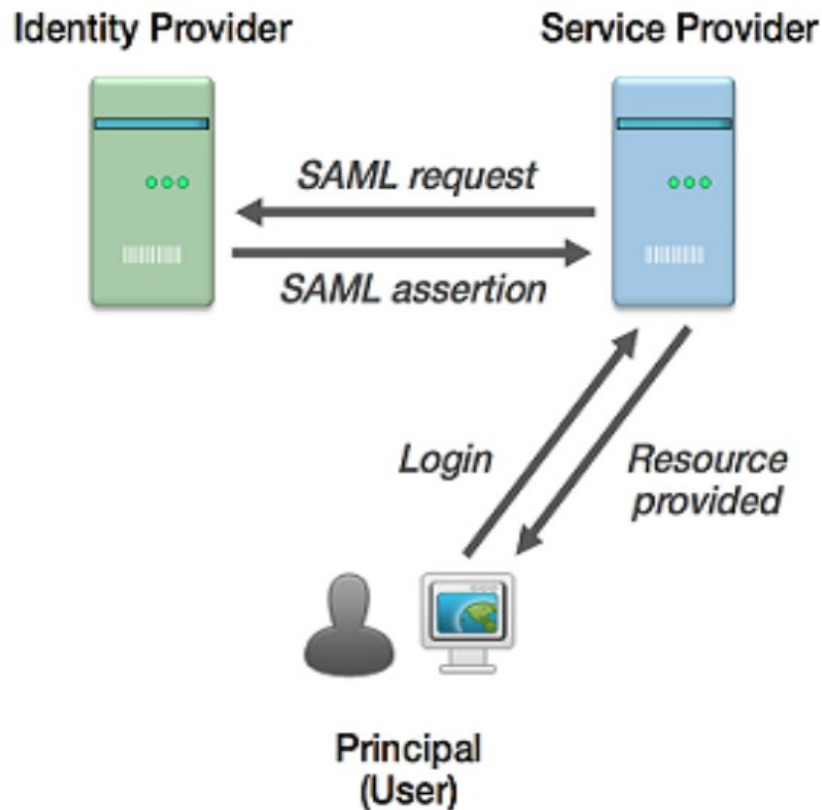 Identity Provider
Service Provider
SAML request
SAML assertion
Login
Resource
provided
Principal
(User)